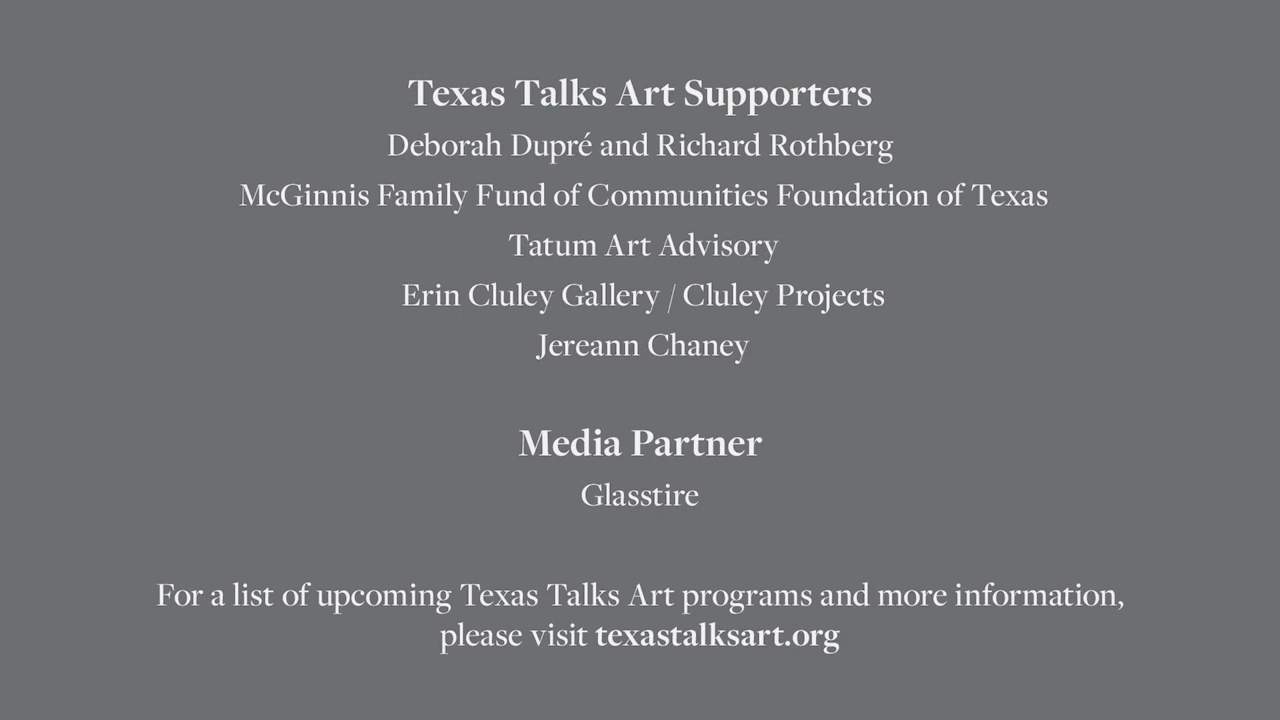 Texas Talks Art Supporters
Deborah Dupré and Richard Rothberg
McGinnis Family Fund of Communities Foundation of Texas
Tatum Art Advisory
Erin Cluley Gallery / Cluley Projects
Jereann Chaney
Media Partner
Glasstire
For a list of upcoming Texas Talks Art programs and more information,
please visit texastalksart.org